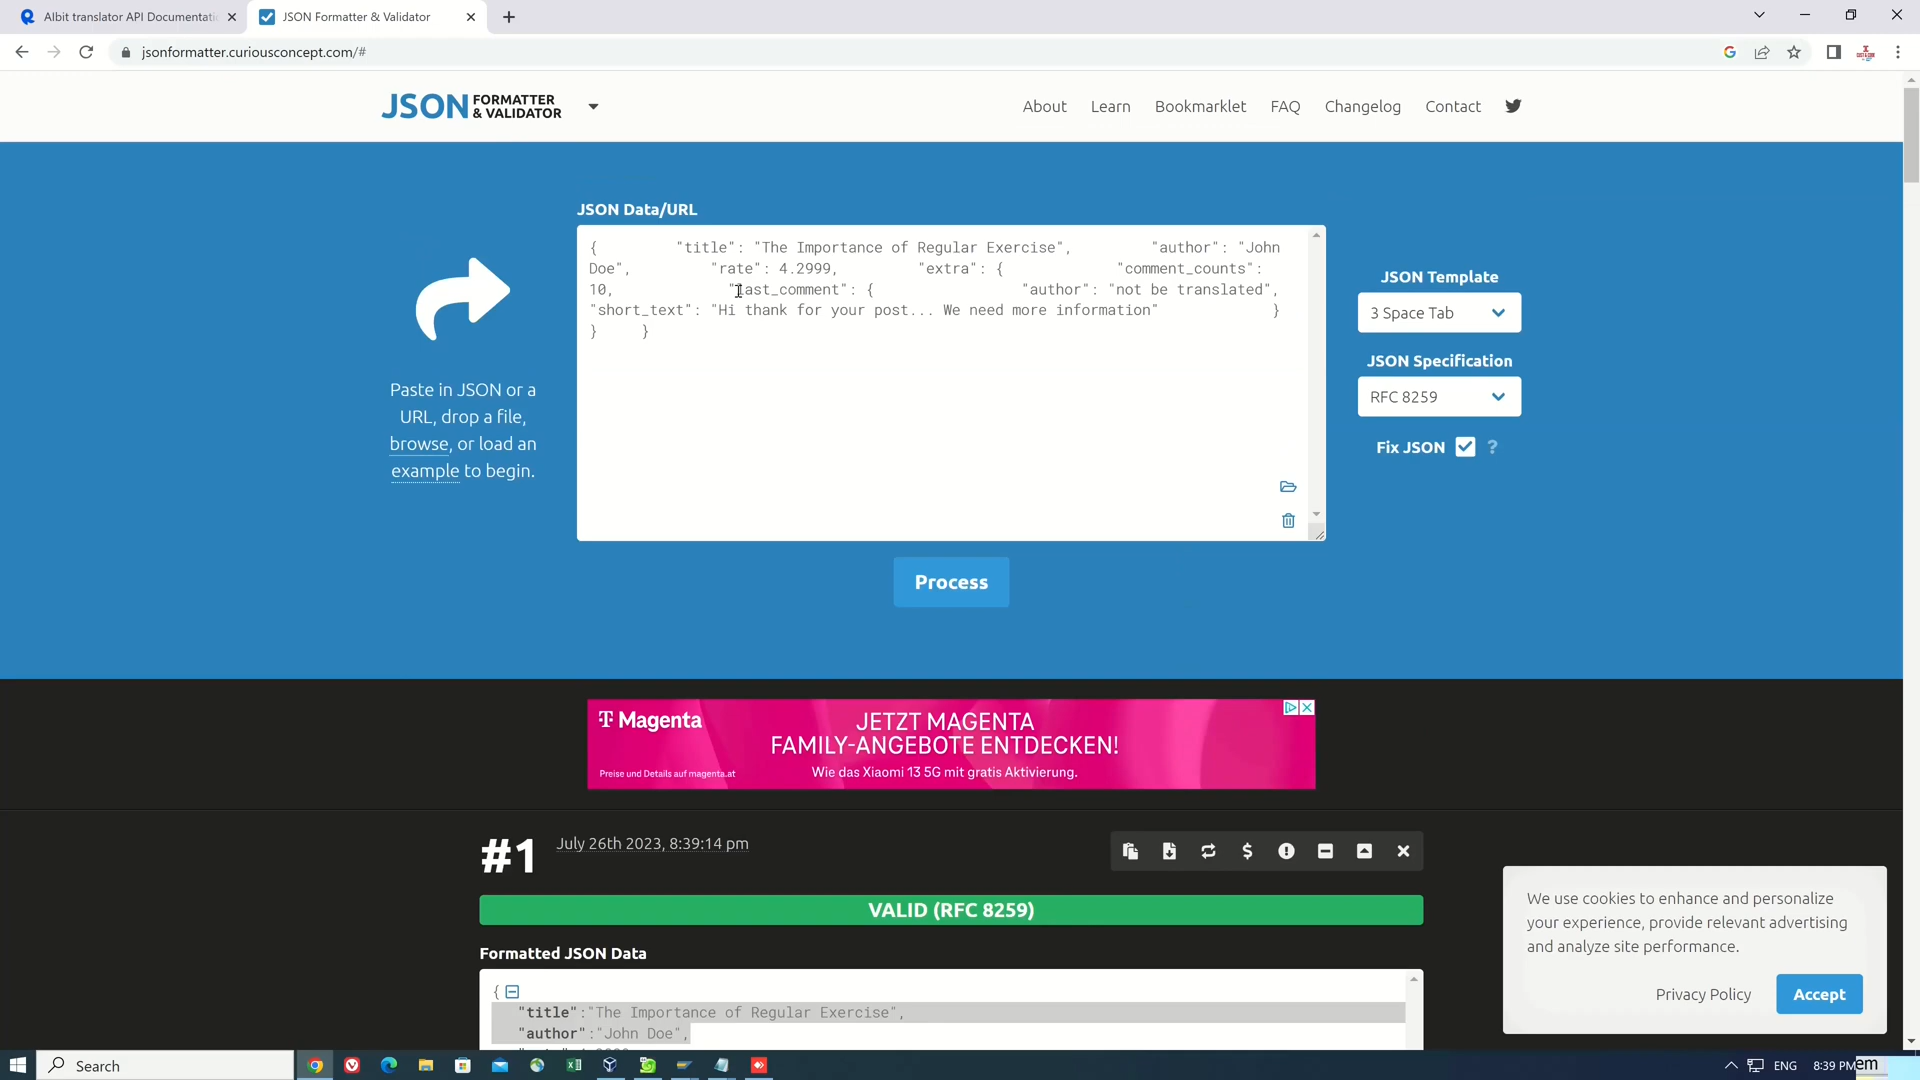 AIbit translator API Documentatio
JSON Formatter & Validator
jsonformatter.curiousconcept.com/#
JSON FORMATTER & VALIDATOR
About Learn Bookmarklet FAQ Changelog Contact
JSON Data/URL
{ "title": "The Importance of Regular Exercise", "author": "John
Doe", "rate": 4.2999, "extra": { "comment_counts":
10, "last_comment": { "author": "not be translated",
"short_text": "Hi thank for your post... We need more information" }
} }
Paste in JSON or a
URL, drop a file,
browse, or load an
example to begin.
JSON Template
3 Space Tab
JSON Specification
RFC 8259
Fix JSON ?
Process
T Magenta
JETZT MAGENTA
FAMILY-ANGEBOTE ENTDECKEN!
Preise und Details auf magenta.at
Wie das Xiaomi 13 5G mit gratis Aktivierung.
#1
July 26th 2023, 8:39:14 pm
VALID (RFC 8259)
Formatted JSON Data
{
"title":"The Importance of Regular Exercise",
"author":"John Doe",
We use cookies to enhance and personalize
your experience, provide relevant advertising
and analyze site performance.
Privacy Policy
Accept
Search
ENG
8:39 PM
em